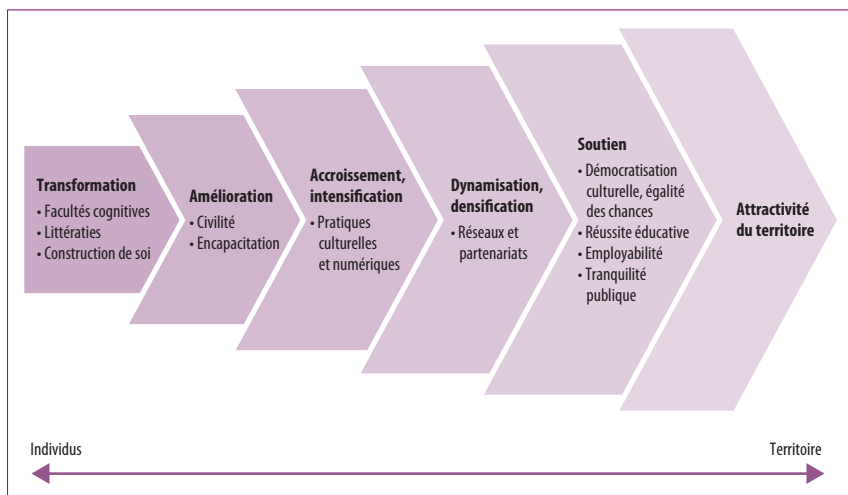 Transformation
• Facultés cognitives
• Littératies
• Construction de soi
Amélioration
• Civilité
• Encapacitation
Accroissement,
intensification
• Pratiques
culturelles
et numériques
Dynamisation,
densification
• Réseaux et
partenariats
Soutien
• Démocratisation
culturelle, égalité
des chances
• Réussite éducative
• Employabilité
• Tranquilité
publique
Attractivité
du territoire
Individus
Territoire